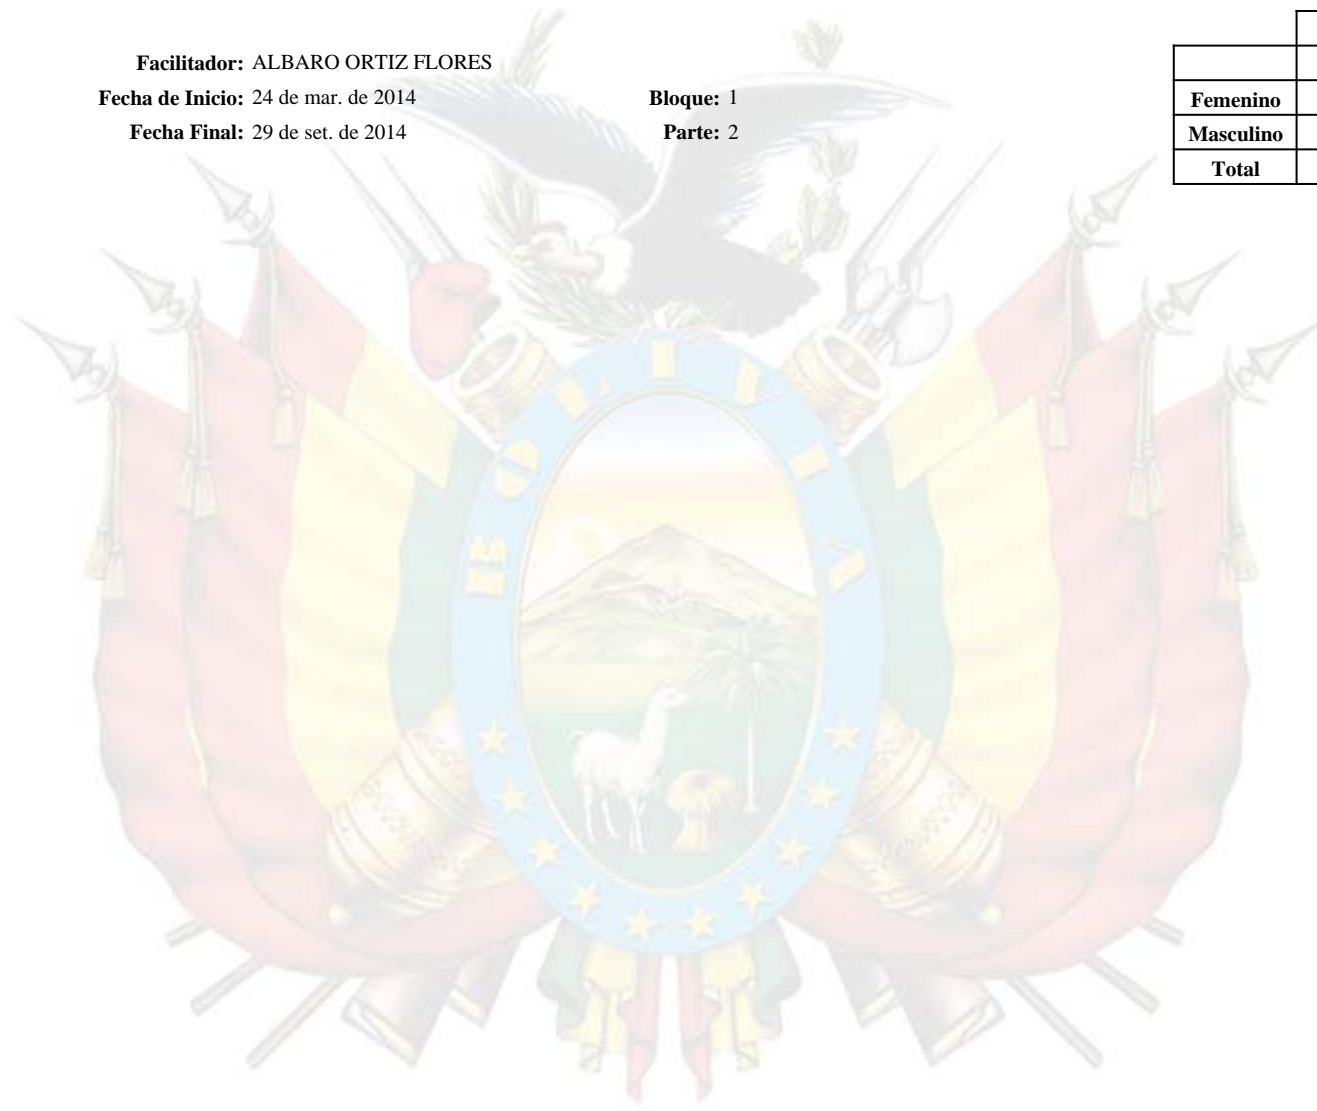 Facilitador: ALBARO ORTIZ FLORES
Fecha de Inicio: 24 de mar. de 2014 Bloque: 1
Fecha Final: 29 de set. de 2014 Parte: 2
Femenino
Masculino
Total
BOLIVIA